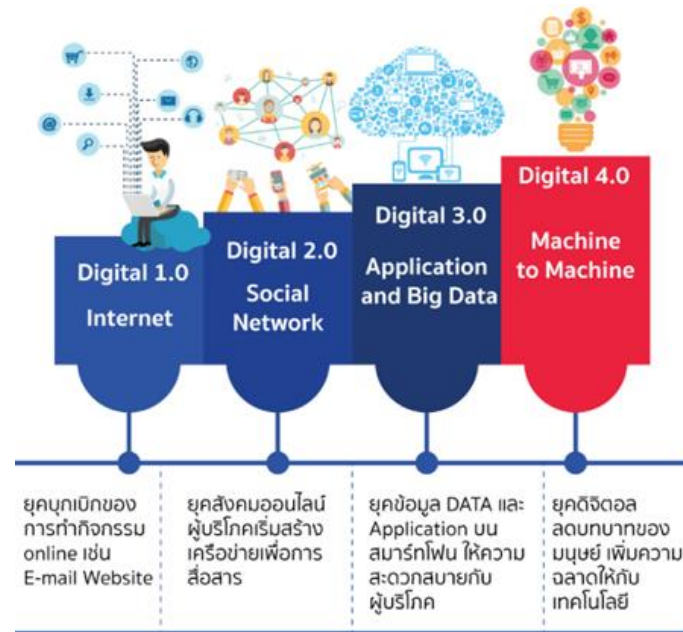 Digital 1.0
Internet
Digital 2.0
Social
Network
Digital 3.0
Application
and Big Data
Digital 4.0
Machine
to Machine
ยุคบุกเบิกของ
การทำกิจกรรม
online เช่น
E-mail Website
ยุคสังคมออนไลน์
ผู้บริโภคเริ่มสร้าง
เครือข่ายเพื่อการ
สื่อสาร
ยุคข้อมูล DATA และ
Application บน
สมาร์ทโฟน ให้ความ
สะดวกสบายกับ
ผู้บริโภค
ยุคดิจิตอล
ลดบทบาทของ
มนุษย์ เพิ่มความ
ฉลาดให้กับ
เทคโนโลยี